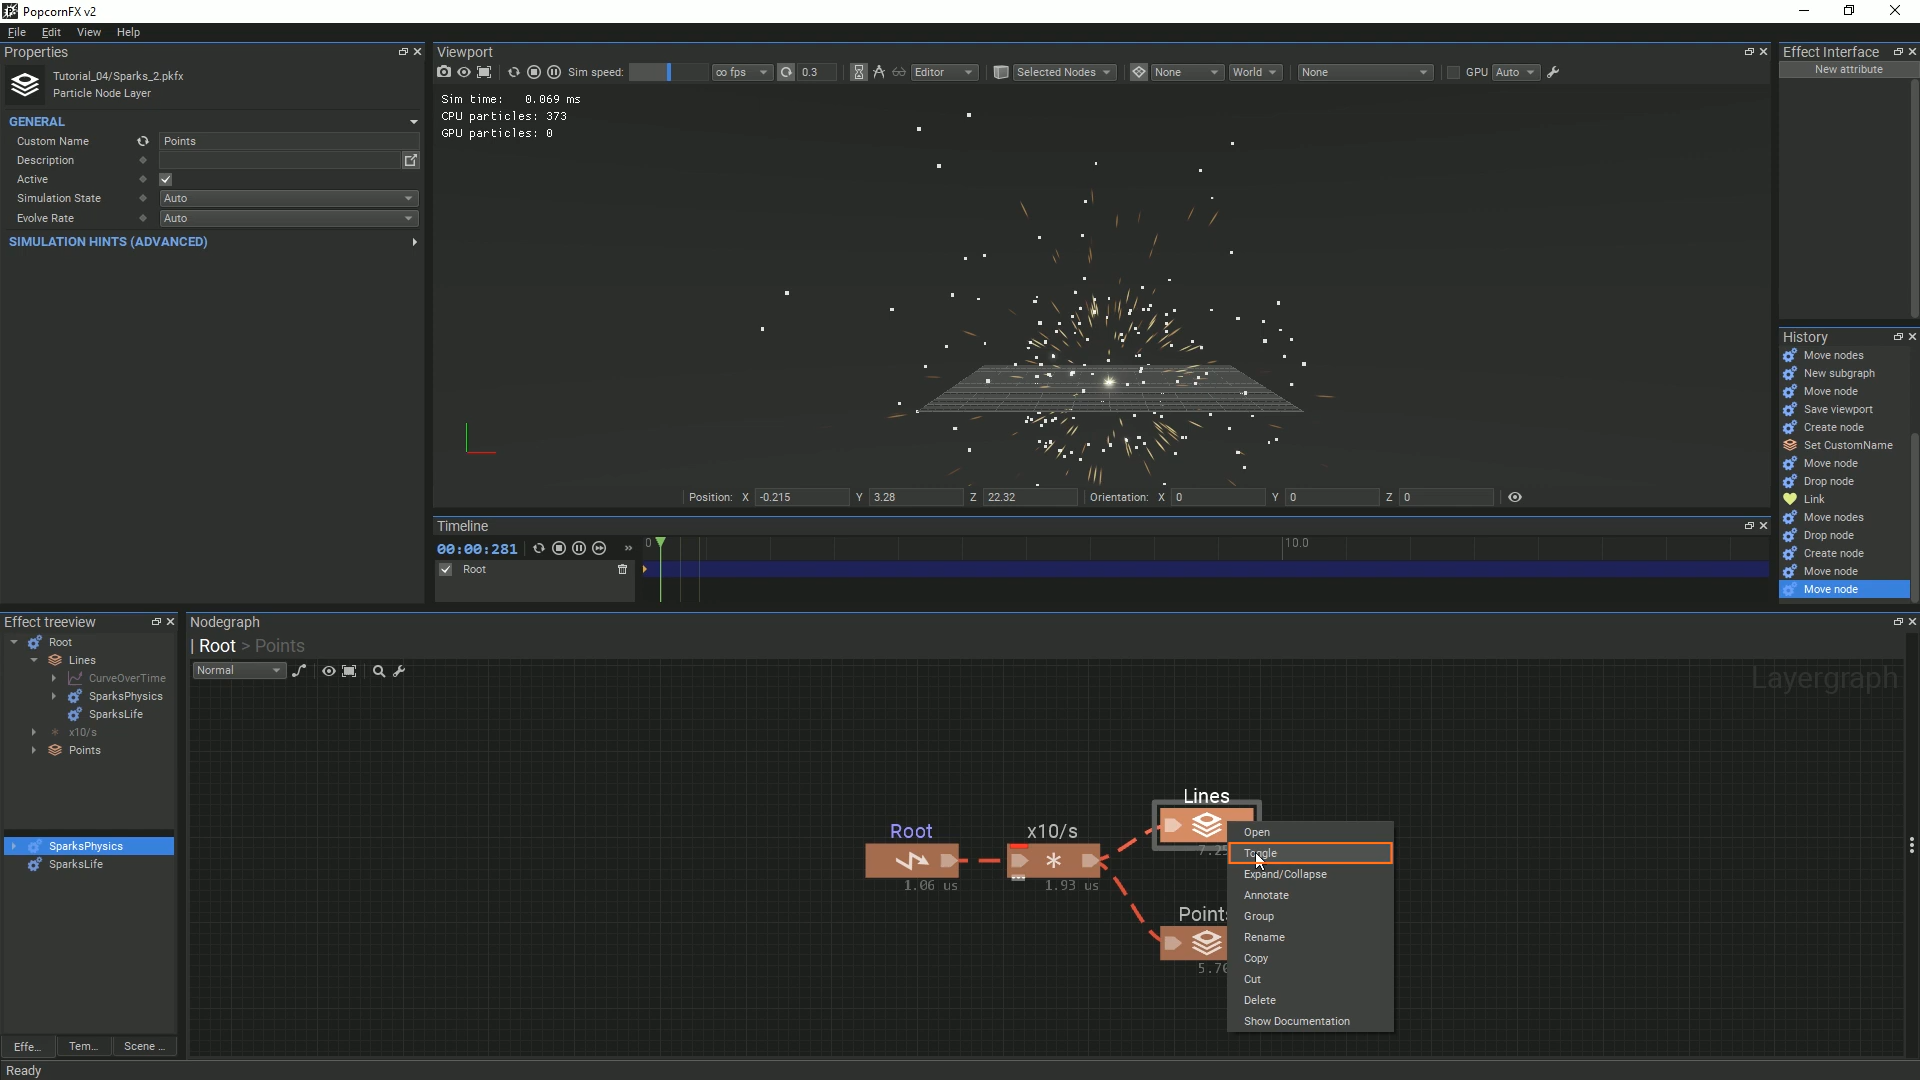 PopcornFX v2
File Edit View Help
Properties
Tutorial_04/Sparks_2.pkfx
Particle Node Layer
GENERAL
Custom Name Points
Description
Active
Simulation State Auto
Evolve Rate Auto
SIMULATION HINTS (ADVANCED)
Viewport
Sim speed: ∞ fps 0.3 Editor Selected Nodes None World None GPU Auto
Sim time: 0.069 ms
CPU particles: 373
GPU particles: 0
Position: X -0.215 Y 3.28 Z 22.32 Orientation: X 0 Y 0 Z 0
Timeline
00:00:281 » 0 10.0
Root
Effect Interface
New attribute
History
Move nodes
New subgraph
Move node
Save viewport
Create node
Set CustomName
Move node
Drop node
Link
Move nodes
Drop node
Create node
Move node
Move node
Effect treeview
Root
Lines
CurveOverTime
SparksPhysics
SparksLife
x10/s
Points
SparksPhysics
SparksLife
Effe... Tem... Scene ...
Nodegraph
| Root > Points
Normal
Layergraph
Root
1.06 us
x10/s
1.93 us
Lines
Open
Toggle
Expand/Collapse
Annotate
Group
Rename
Copy
Cut
Delete
Show Documentation
Ready